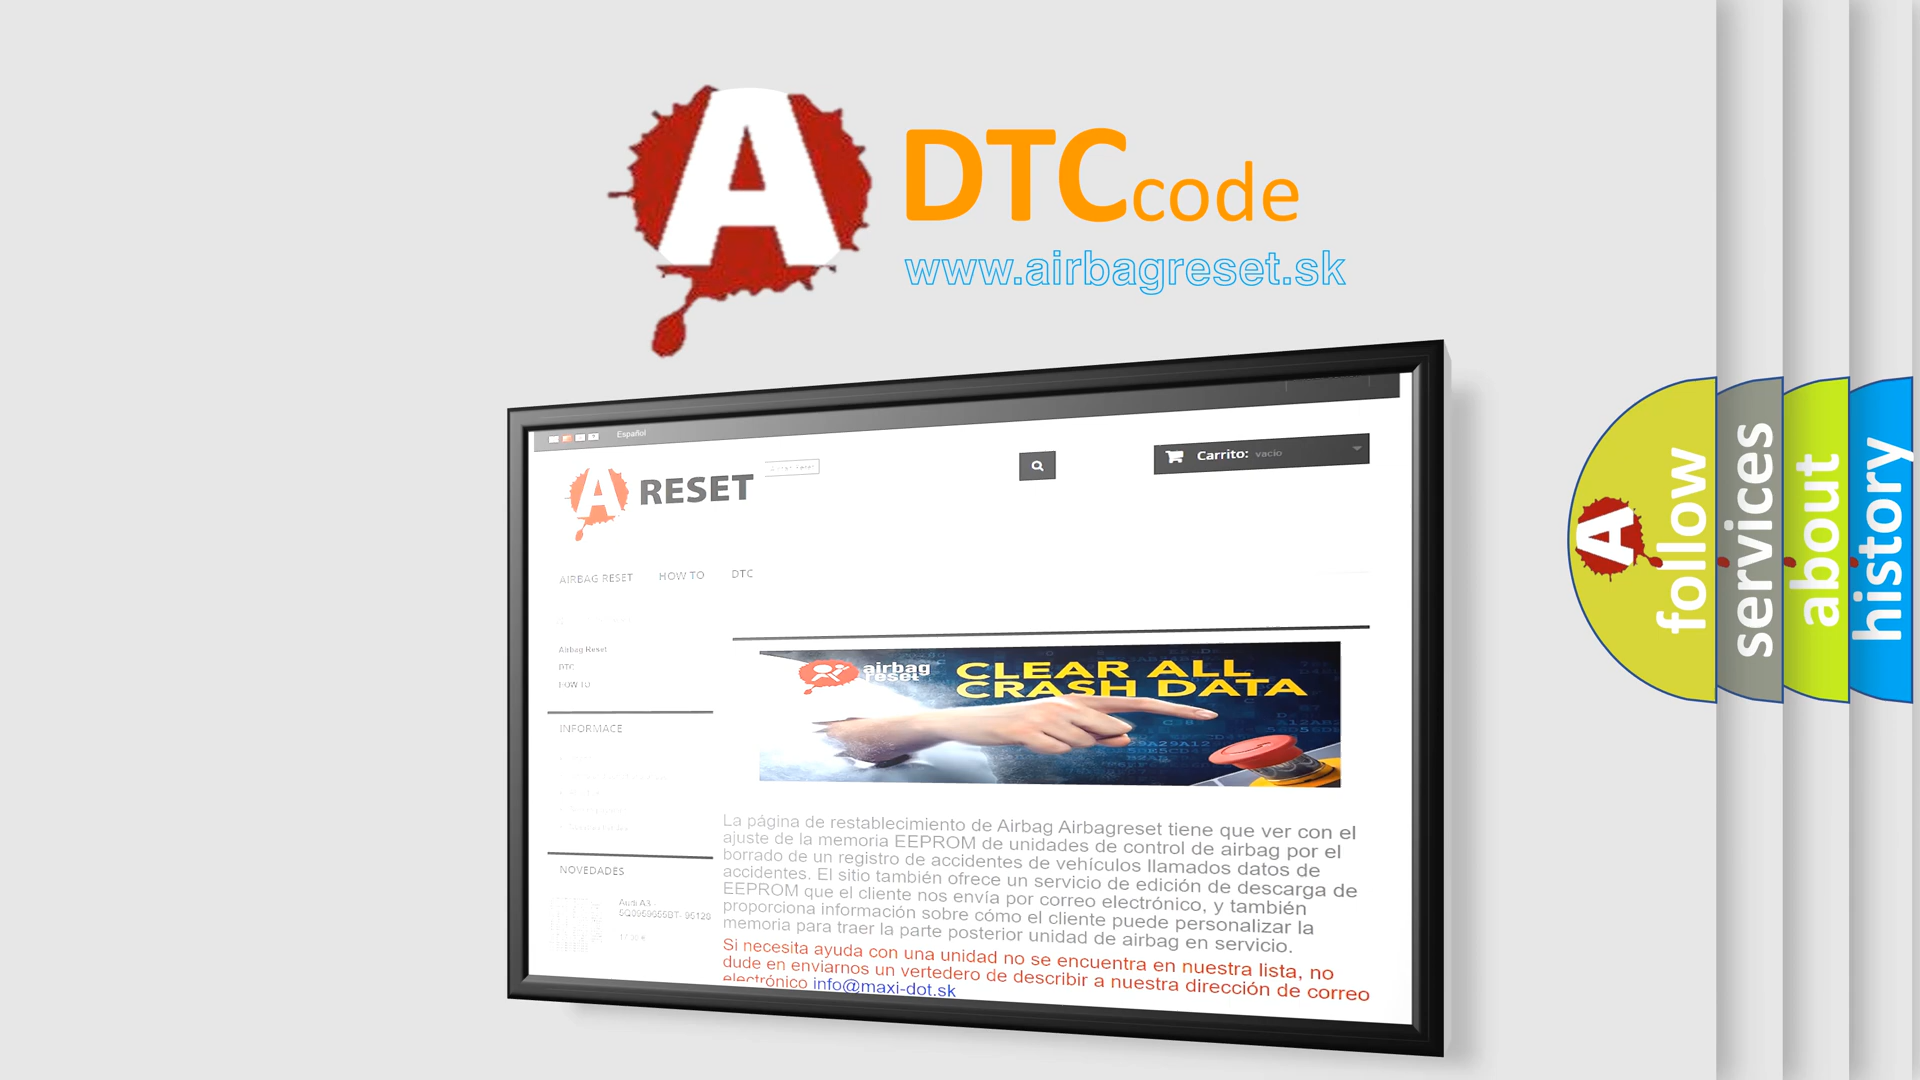 A
DTCcode
www.airbagreset.sk
Español
A RESET
Carrito: vacío
AIRBAG RESET HOW TO DTC
Airbag Reset
DTC
HOW TO
INFORMACE
NOVEDADES
Audi A3 -
5Q0959655BT- 95120
airbag
reset
CLEAR ALL
CRASH DATA
La página de restablecimiento de Airbag Airbagreset tiene que ver con el
ajuste de la memoria EEPROM de unidades de control de airbag por el
borrado de un registro de accidentes de vehículos llamados datos de
accidentes. El sitio también ofrece un servicio de edición de descarga de
EEPROM que el cliente nos envía por correo electrónico, y también
proporciona información sobre cómo el cliente puede personalizar la
memoria para traer la parte posterior unidad de airbag en servicio.
Si necesita ayuda con una unidad no se encuentra en nuestra lista, no
dude en enviarnos un vertedero de describir a nuestra dirección de correo
electrónico info@maxi-dot.sk
A
follow
services
about
history